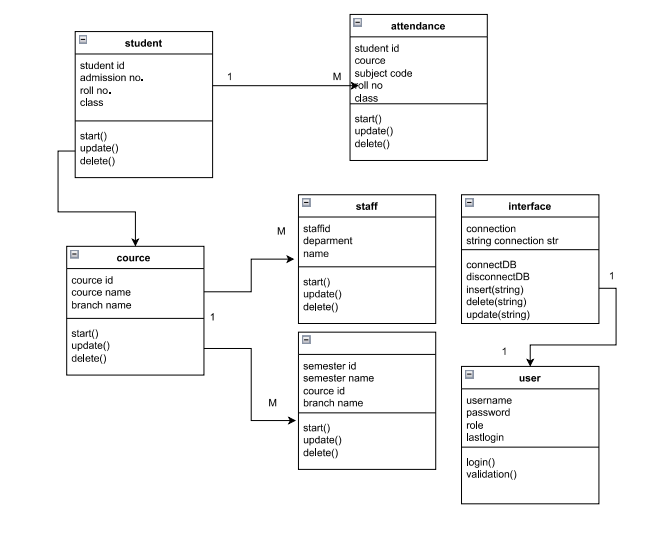 student
student id
admission no.
roll no.
class
start()
update()
delete()
1
M
attendance
student id
cource
subject code
roll no
class
start()
update()
delete()
cource
cource id
cource name
branch name
start()
update()
delete()
M
1
M
staff
staffid
deparment
name
start()
update()
delete()
semester id
semester name
cource id
branch name
start()
update()
delete()
interface
connection
string connection str
connectDB
disconnectDB
insert(string)
delete(string)
update(string)
1
1
user
username
password
role
lastlogin
login()
validation()